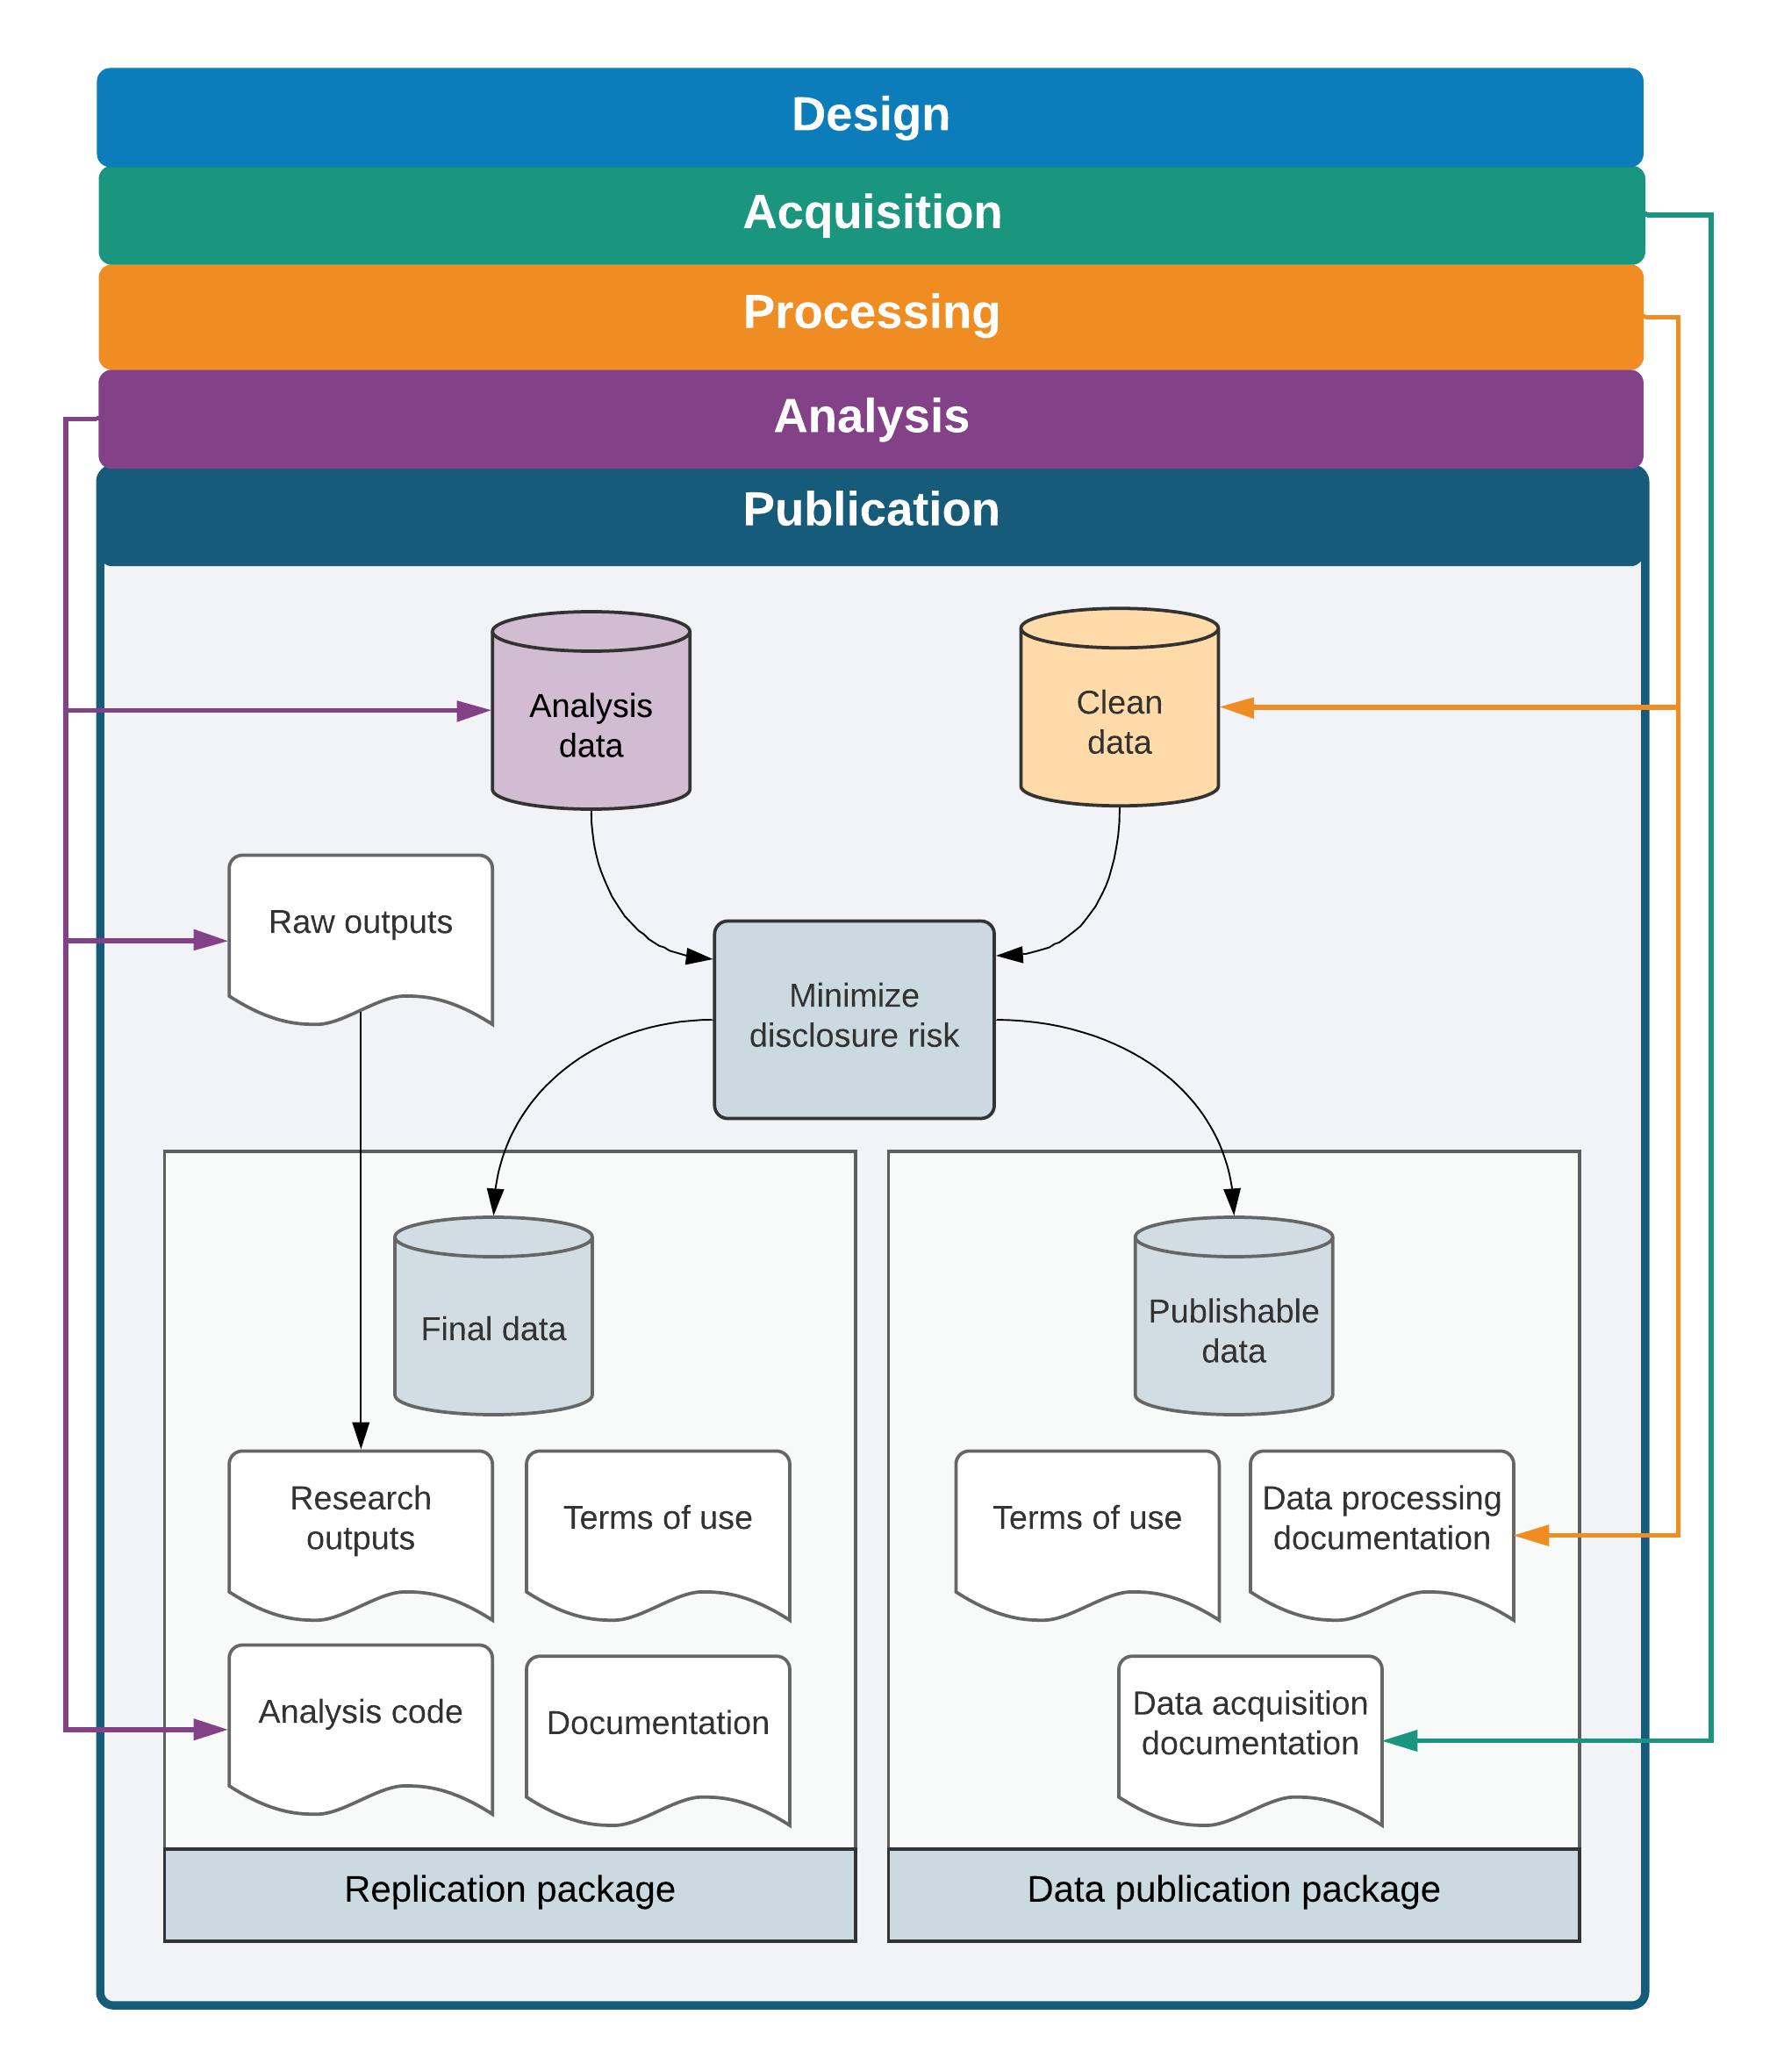 Design
Acquisition
Processing
Analysis
Publication
Analysis
data
Clean
data
Raw outputs
Minimize
disclosure risk
Final data
Publishable
data
Research
outputs
Terms of use
Terms of use
Data processing
documentation
Analysis code
Documentation
Data acquisition
documentation
Replication package
Data publication package